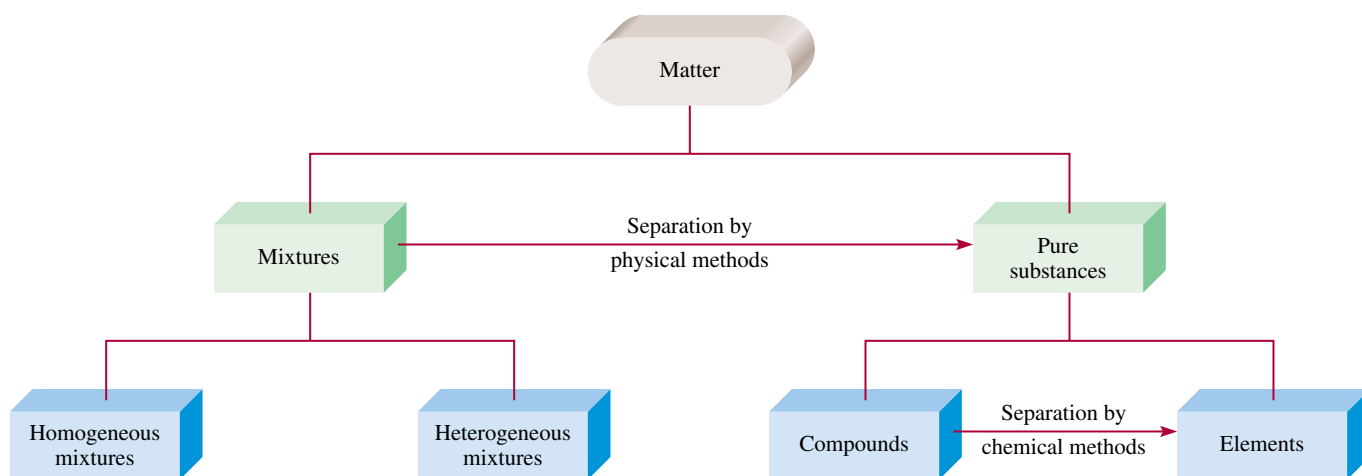 Matter
Separation by
physical methods
Mixtures
Pure
substances
Homogeneous
mixtures
Heterogeneous
mixtures
Compounds
Separation by
chemical methods
Elements